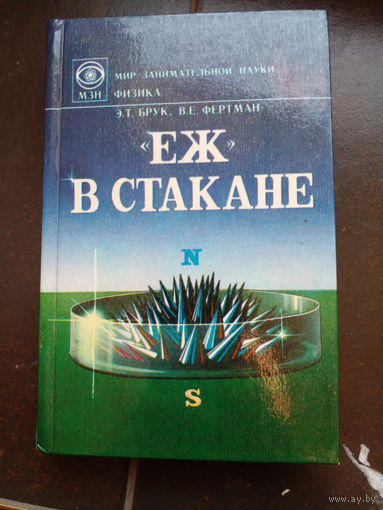 МИР ЗАНИМАТЕЛЬНОЙ НАУКИ
МЗН
ФИЗИКА
Э.Т. БРУК, В.Е. ФЕРТМАН
«ЕЖ»
В СТАКАНЕ
N
S
www.ay.by